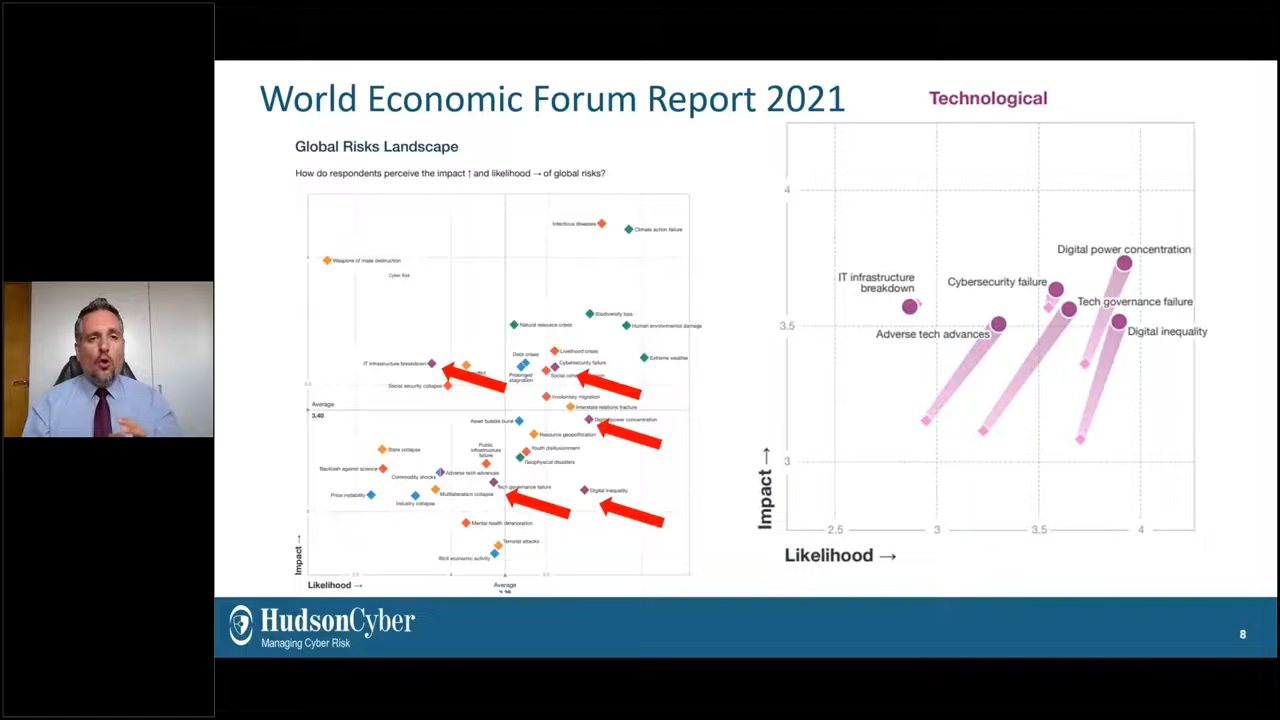 World Economic Forum Report 2021
Global Risks Landscape
How do respondents perceive the impact ↑ and likelihood → of global risks?
Infectious diseases
Climate action failure
Weapons of mass destruction
Cyber Risk
Biodiversity loss
Natural resource crises
Human environmental damage
Debt crises
Livelihood crises
Extreme weather
IT infrastructure breakdown
Cybersecurity failure
Prolonged
stagnation
Social
Social security collapse
Involuntary migration
Interstate relations fracture
Average
3.40
Asset bubble burst
power concentration
Resource geopolitization
State collapse
Public
infrastructure
failure
Youth disillusionment
Geophysical disasters
Backlash against science
Commodity shocks
Adverse tech advances
Tech governance failure
Digital inequality
Price instability
Multilateralism collapse
Industry collapse
Mental health deterioration
Terrorist attacks
Illicit economic activity
Impact →
Likelihood →
Average
Technological
4
3.5
3
2.5
3
3.5
4
Digital power concentration
IT infrastructure
breakdown
Cybersecurity failure
Tech governance failure
Adverse tech advances
Digital inequality
Impact →
Likelihood →
HudsonCyber
Managing Cyber Risk
8